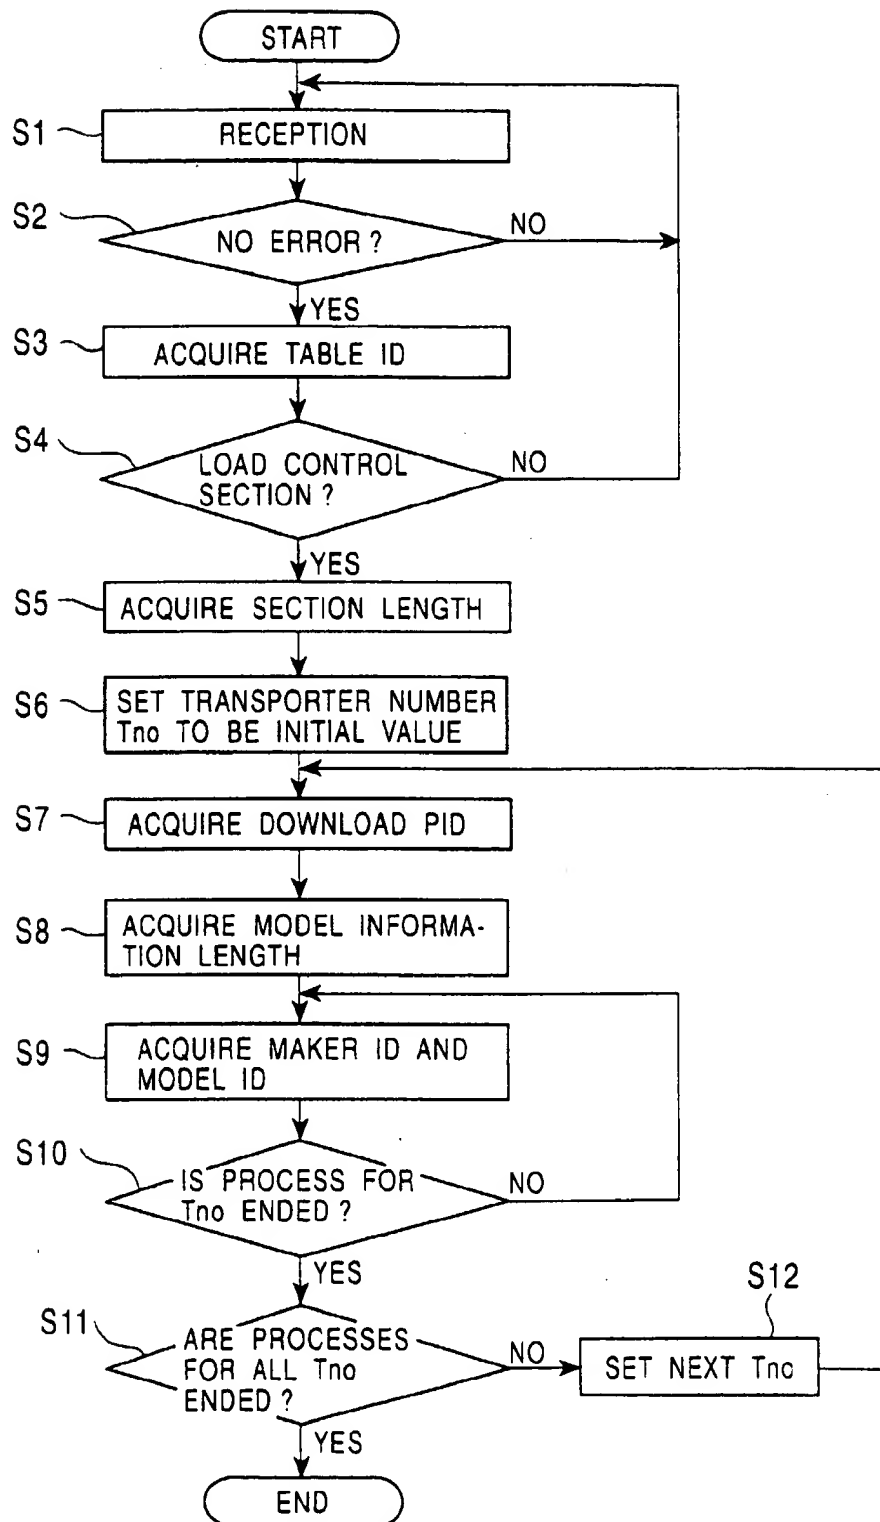 START
S1
RECEPTION
S2
NO ERROR?
NO
YES
S3
ACQUIRE TABLE ID
S4
LOAD CONTROL
SECTION?
NO
YES
S5
ACQUIRE SECTION LENGTH
S6
SET TRANSPORTER NUMBER
Tno TO BE INITIAL VALUE
S7
ACQUIRE DOWNLOAD PID
S8
ACQUIRE MODEL INFORMA-
TION LENGTH
S9
ACQUIRE MAKER ID AND
MODEL ID
S10
IS PROCESS FOR
Tno ENDED?
NO
YES
S11
ARE PROCESSES
FOR ALL Tno
ENDED?
NO
S12
SET NEXT Tno
YES
END